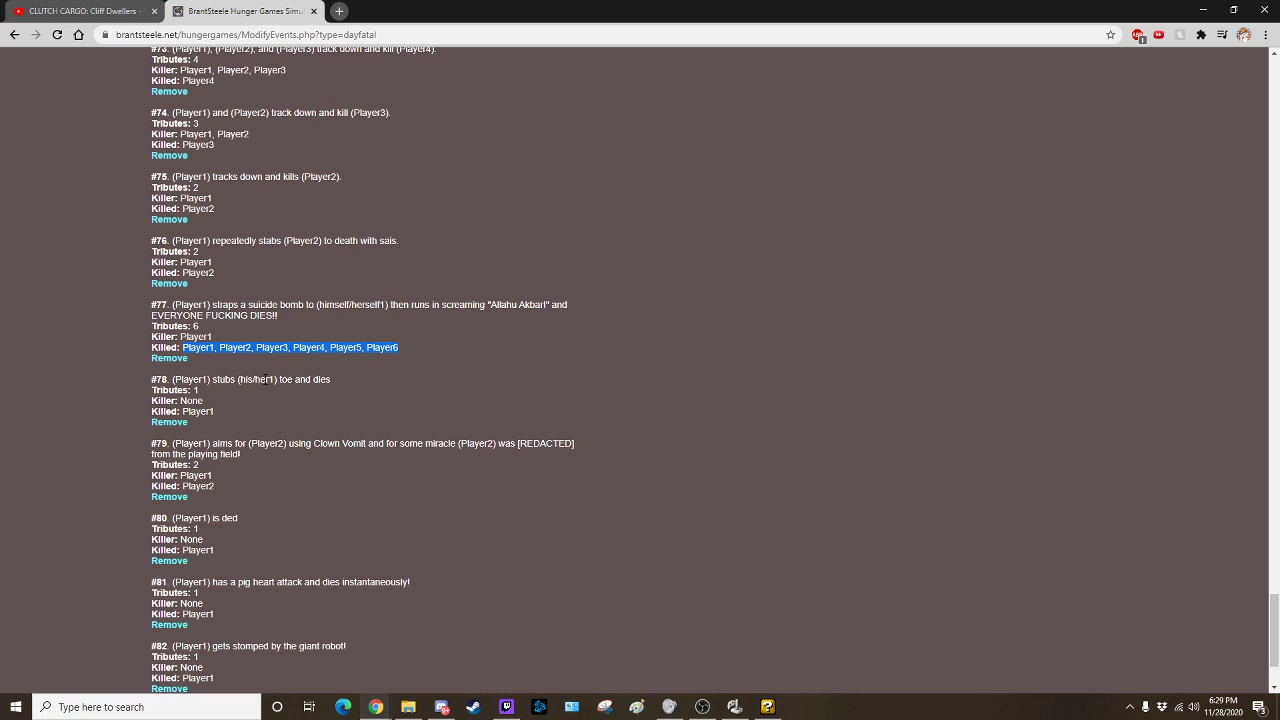 CLUTCH CARGO: Cliff Dwellers -
BrantSteele Hunger Games Simu
brantsteele.net/hungergames/ModifyEvents.php?type=dayfatal
#73. (Player1), (Player2), and (Player3) track down and kill (Player4).
Tributes: 4
Killer: Player1, Player2, Player3
Killed: Player4
Remove
#74. (Player1) and (Player2) track down and kill (Player3).
Tributes: 3
Killer: Player1, Player2
Killed: Player3
Remove
#75. (Player1) tracks down and kills (Player2).
Tributes: 2
Killer: Player1
Killed: Player2
Remove
#76. (Player1) repeatedly stabs (Player2) to death with sais.
Tributes: 2
Killer: Player1
Killed: Player2
Remove
#77. (Player1) straps a suicide bomb to (himself/herself1) then runs in screaming "Allahu Akbar!" and
EVERYONE FUCKING DIES!!
Tributes: 6
Killer: Player1
Killed: Player1, Player2, Player3, Player4, Player5, Player6
Remove
#78. (Player1) stubs (his/her1) toe and dies
Tributes: 1
Killer: None
Killed: Player1
Remove
#79. (Player1) aims for (Player2) using Clown Vomit and for some miracle (Player2) was [REDACTED]
from the playing field!
Tributes: 2
Killer: Player1
Killed: Player2
Remove
#80. (Player1) is ded
Tributes: 1
Killer: None
Killed: Player1
Remove
#81. (Player1) has a pig heart attack and dies instantaneously!
Tributes: 1
Killer: None
Killed: Player1
Remove
#82. (Player1) gets stomped by the giant robot!
Tributes: 1
Killer: None
Killed: Player1
Remove
Type here to search
6:29 PM
11/28/2020